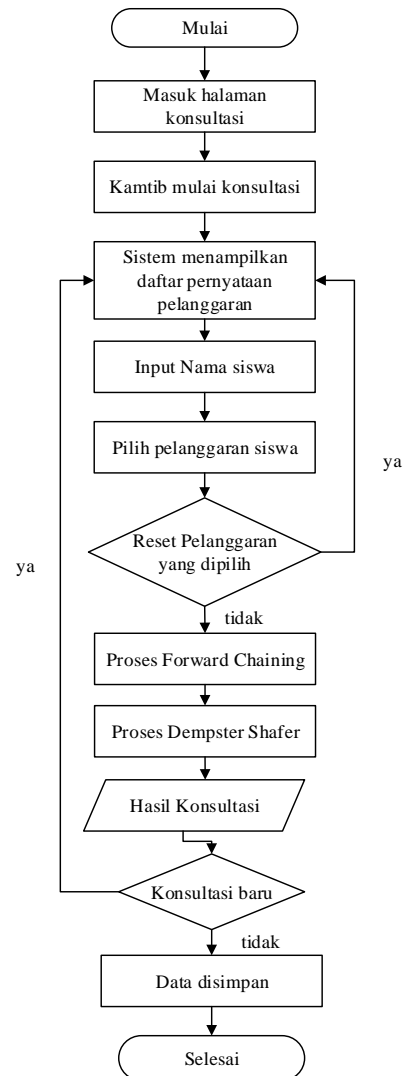 Mulai
Masuk halaman
konsultasi
Kamtib mulai konsultasi
Sistem menampilkan
daftar pernyataan
pelanggaran
Input Nama siswa
Pilih pelanggaran siswa
ya
Reset Pelanggaran
yang dipilih
ya
tidak
Proses Forward Chaining
Proses Dempster Shafer
Hasil Konsultasi
Konsultasi baru
tidak
Data disimpan
Selesai